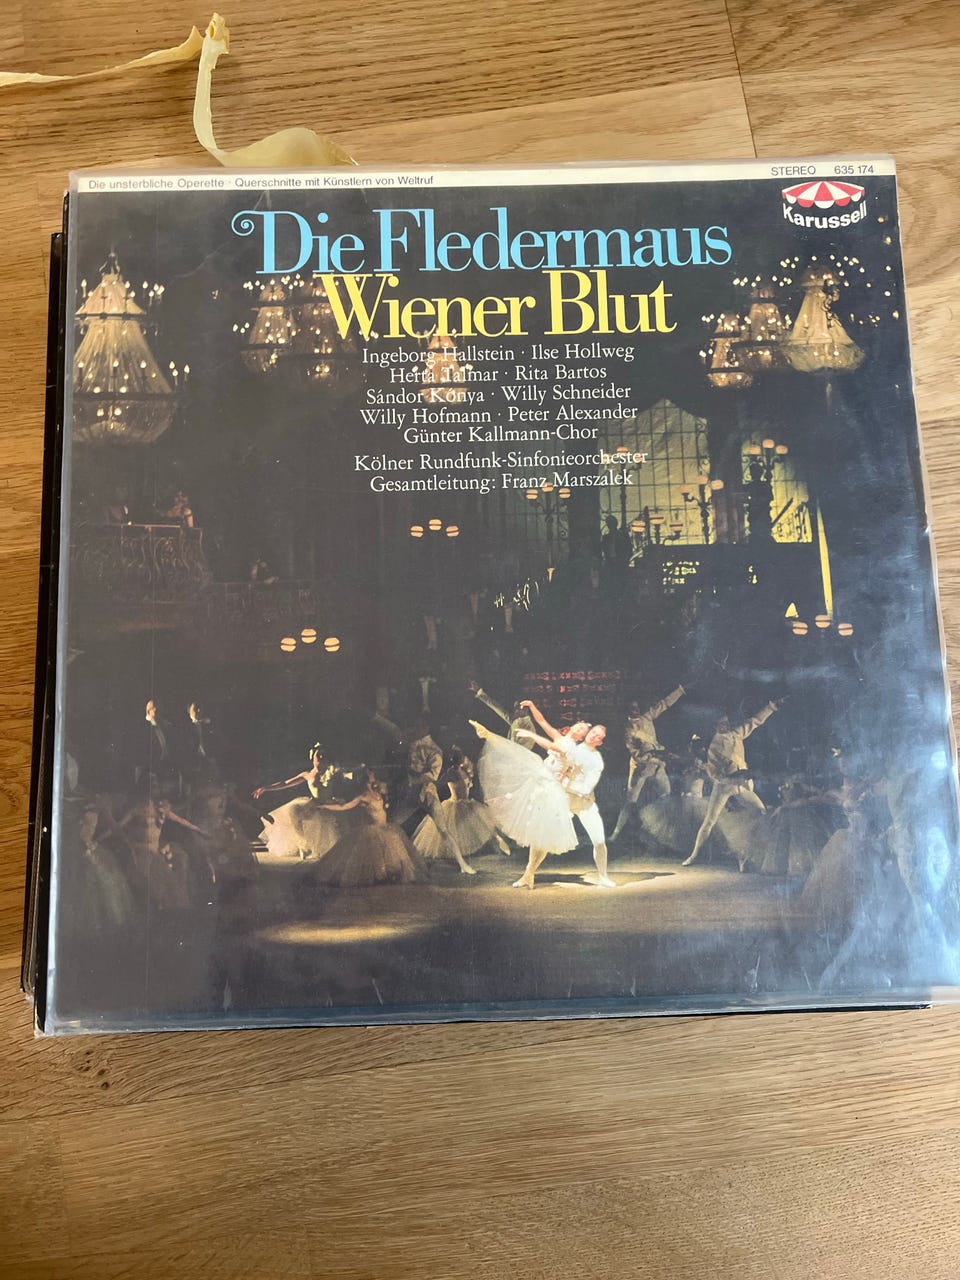 Die unsterbliche Operette · Querschnitte mit Künstlern von Weltruf
STEREO 635 174
Karussell
Die Fledermaus
Wiener Blut
Ingeborg Hallstein · Ilse Hollweg
Herta Talmar · Rita Bartos
Sándor Kónya · Willy Schneider
Willy Hofmann · Peter Alexander
Günter Kallmann-Chor
Kölner Rundfunk-Sinfonieorchester
Gesamtleitung: Franz Marszalek